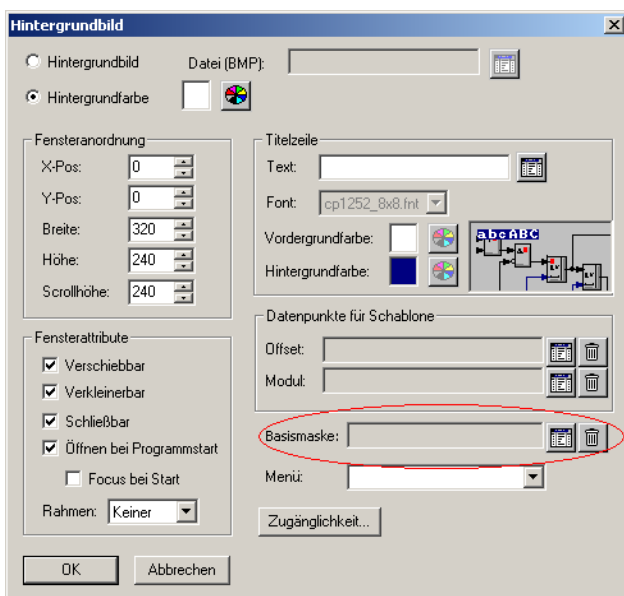 Hintergrundbild
Hintergrundbild Datei (BMP):
Hintergrundfarbe
Fensteranordnung
X-Pos: 0
Y-Pos: 0
Breite: 320
Höhe: 240
Scrollhöhe: 240
Titelzeile
Text:
Font: cp1252_8x8.fnt
Vordergrundfarbe:
Hintergrundfarbe:
abcABC
Datenpunkte für Schablone
Offset:
Modul:
Fensterattribute
Verschiebbar
Verkleinerbar
Schließbar
Öffnen bei Programmstart
Focus bei Start
Rahmen: Keiner
Basismaske:
Menü:
Zugänglichkeit...
OK Abbrechen